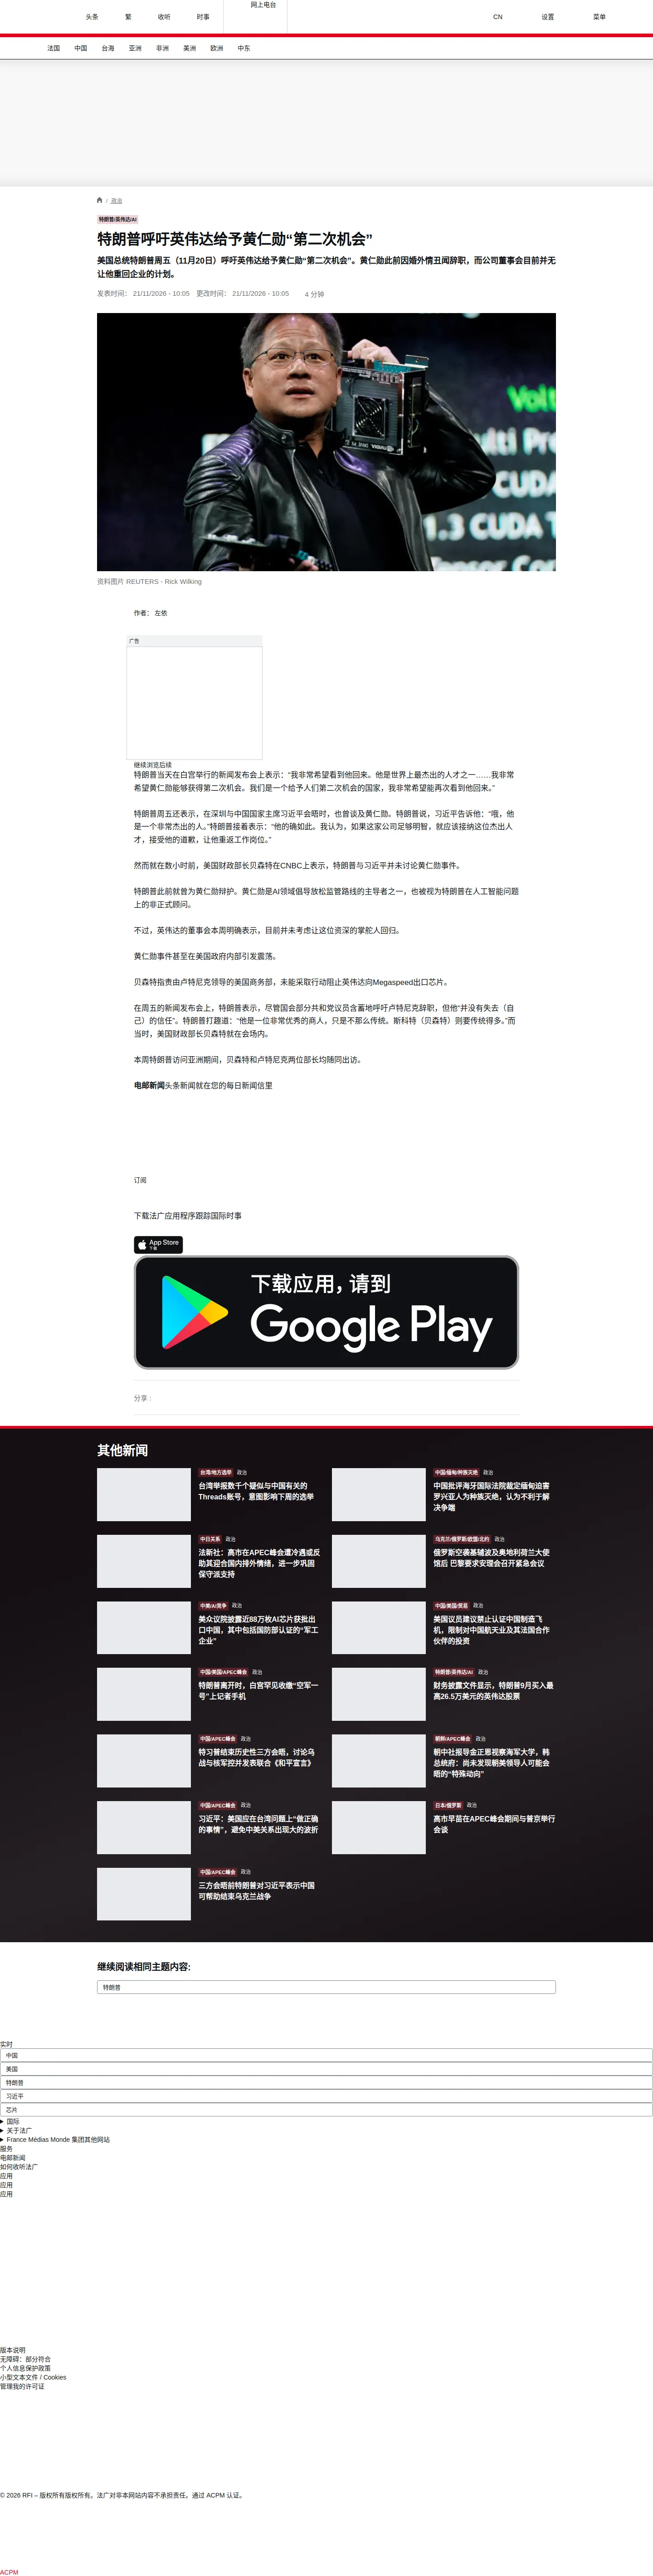 头条
繁
收听
时事
网上电台
CN
设置
菜单
法国
中国
台湾
亚洲
非洲
美洲
欧洲
中东
/ 政治
特朗普/英伟达/AI
特朗普呼吁英伟达给予黄仁勋“第二次机会”
美国总统特朗普周五（11月20日）呼吁英伟达给予黄仁勋“第二次机会”。黄仁勋此前因婚外情丑闻辞职，而公司董事会目前并无
让他重回企业的计划。
发表时间： 21/11/2026 - 10:05 更改时间： 21/11/2026 - 10:05
4 分钟
Volt
ulti Pre
CUDA
CUDA
1.3 CUDA T
Tensor Cor
资料图片 REUTERS - Rick Wilking
作者： 左依
广告
继续浏览后续
特朗普当天在白宫举行的新闻发布会上表示：“我非常希望看到他回来。他是世界上最杰出的人才之一……我非常
希望黄仁勋能够获得第二次机会。我们是一个给予人们第二次机会的国家，我非常希望能再次看到他回来。”
特朗普周五还表示，在深圳与中国国家主席习近平会晤时，也曾谈及黄仁勋。特朗普说，习近平告诉他：“哦，他
是一个非常杰出的人。”特朗普接着表示：“他的确如此。我认为，如果这家公司足够明智，就应该接纳这位杰出人
才，接受他的道歉，让他重返工作岗位。”
然而就在数小时前，美国财政部长贝森特在CNBC上表示，特朗普与习近平并未讨论黄仁勋事件。
特朗普此前就曾为黄仁勋辩护。黄仁勋是AI领域倡导放松监管路线的主导者之一，也被视为特朗普在人工智能问题
上的非正式顾问。
不过，英伟达的董事会本周明确表示，目前并未考虑让这位资深的掌舵人回归。
黄仁勋事件甚至在美国政府内部引发震荡。
贝森特指责由卢特尼克领导的美国商务部，未能采取行动阻止英伟达向Megaspeed出口芯片。
在周五的新闻发布会上，特朗普表示，尽管国会部分共和党议员含蓄地呼吁卢特尼克辞职，但他“并没有失去（自
己）的信任”。特朗普打趣道：“他是一位非常优秀的商人，只是不那么传统。斯科特（贝森特）则要传统得多。”而
当时，美国财政部长贝森特就在会场内。
本周特朗普访问亚洲期间，贝森特和卢特尼克两位部长均随同出访。
电邮新闻头条新闻就在您的每日新闻信里
订阅
下载法广应用程序跟踪国际时事
App Store
下载
下载应用，请到
Google Play
分享 :
其他新闻
台湾/地方选举 政治
台湾举报数千个疑似与中国有关的
Threads账号，意图影响下周的选举
中国/缅甸/种族灭绝 政治
中国批评海牙国际法院裁定缅甸迫害
罗兴亚人为种族灭绝，认为不利于解
决争端
中日关系 政治
法新社：高市在APEC峰会遭冷遇或反
助其迎合国内排外情绪，进一步巩固
保守派支持
乌克兰/俄罗斯/欧盟/北约 政治
俄罗斯空袭基辅波及奥地利荷兰大使
馆后 巴黎要求安理会召开紧急会议
中美/AI竞争 政治
美众议院披露近88万枚AI芯片获批出
口中国，其中包括国防部认证的“军工
企业”
中国/美国/贸易 政治
美国议员建议禁止认证中国制造飞
机，限制对中国航天业及其法国合作
伙伴的投资
中国/美国/APEC峰会 政治
特朗普离开时，白宫罕见收缴“空军一
号”上记者手机
特朗普/英伟达/AI 政治
财务披露文件显示，特朗普9月买入最
高26.5万美元的英伟达股票
中国/APEC峰会 政治
特习普结束历史性三方会晤，讨论乌
战与核军控并发表联合《和平宣言》
朝鲜/APEC峰会 政治
朝中社报导金正恩视察海军大学，韩
总统府：尚未发现朝美领导人可能会
晤的“特殊动向”
中国/APEC峰会 政治
习近平：美国应在台湾问题上“做正确
的事情”，避免中美关系出现大的波折
日本/俄罗斯 政治
高市早苗在APEC峰会期间与普京举行
会谈
中国/APEC峰会 政治
三方会晤前特朗普对习近平表示中国
可帮助结束乌克兰战争
继续阅读相同主题内容:
特朗普
实时
中国
美国
特朗普
习近平
芯片
国际
关于法广
France Médias Monde 集团其他网站
服务
电邮新闻
如何收听法广
应用
应用
应用
版本说明
无障碍：部分符合
个人信息保护政策
小型文本文件 / Cookies
管理我的许可证
© 2026 RFI – 版权所有版权所有。法广对非本网站内容不承担责任。通过 ACPM 认证。
ACPM